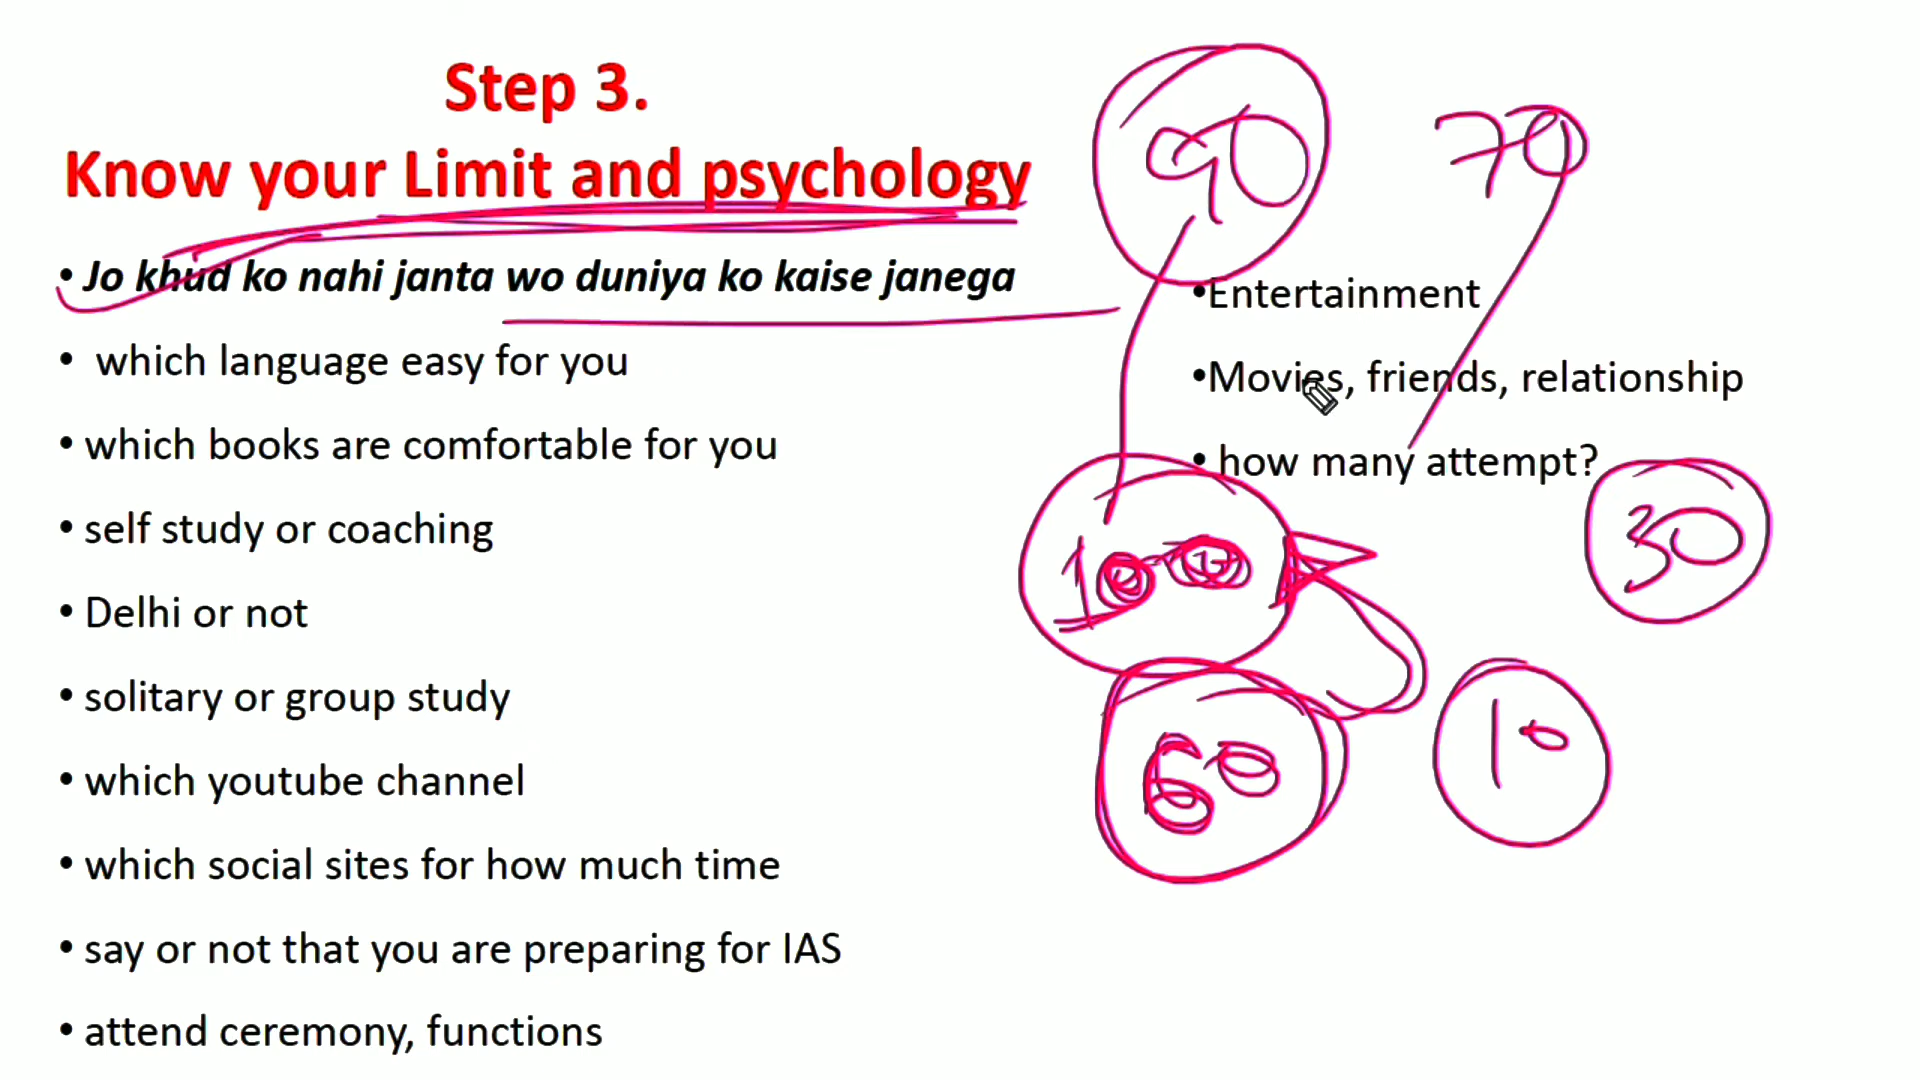 Step 3.
Know your Limit and psychology
• Jo khud ko nahi janta wo duniya ko kaise janega
• which language easy for you
• which books are comfortable for you
• self study or coaching
• Delhi or not
• solitary or group study
• which youtube channel
• which social sites for how much time
• say or not that you are preparing for IAS
• attend ceremony, functions
90
70
•Entertainment
•Movies, friends, relationship
• how many attempt?
30
60
10